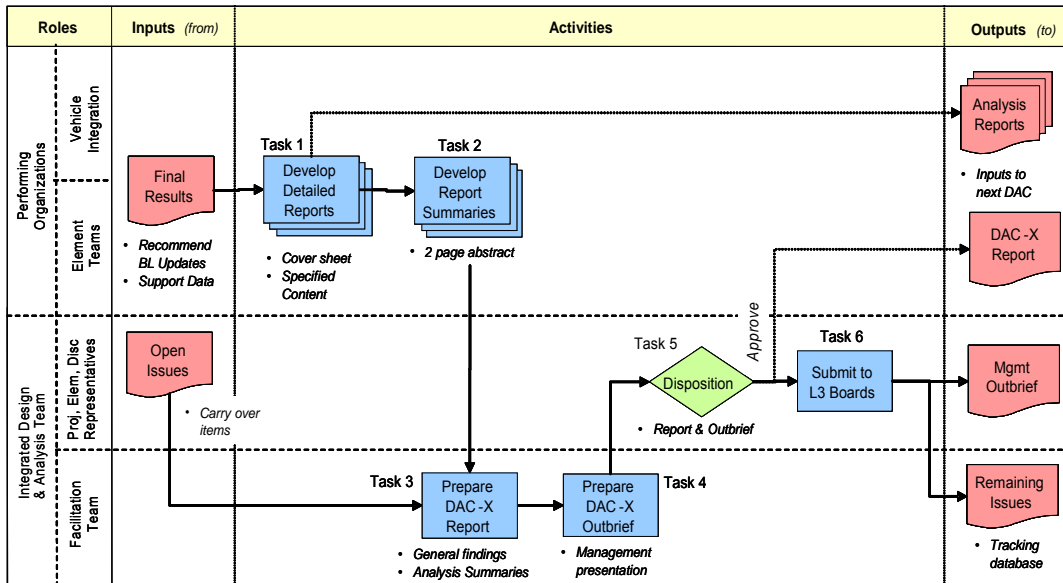 Roles
Inputs (from)
Activities
Outputs (to)
Performing
Organizations
Vehicle
Integration
Element
Teams
Final
Results
• Recommend
BL Updates
• Support Data
Task 1
Develop
Detailed
Reports
• Cover sheet
• Specified
Content
Task 2
Develop
Report
Summaries
• 2 page abstract
Analysis
Reports
• Inputs to
next DAC
DAC -X
Report
Integrated Design
& Analysis Team
Proj, Elem, Disc
Representatives
Open
Issues
• Carry over
items
Task 5
Disposition
• Report & Outbrief
Approve
Task 6
Submit to
L3 Boards
Mgmt
Outbrief
Facilitation
Team
Task 3
Prepare
DAC -X
Report
• General findings
• Analysis Summaries
Prepare
DAC -X
Outbrief
Task 4
• Management
presentation
Remaining
Issues
• Tracking
database